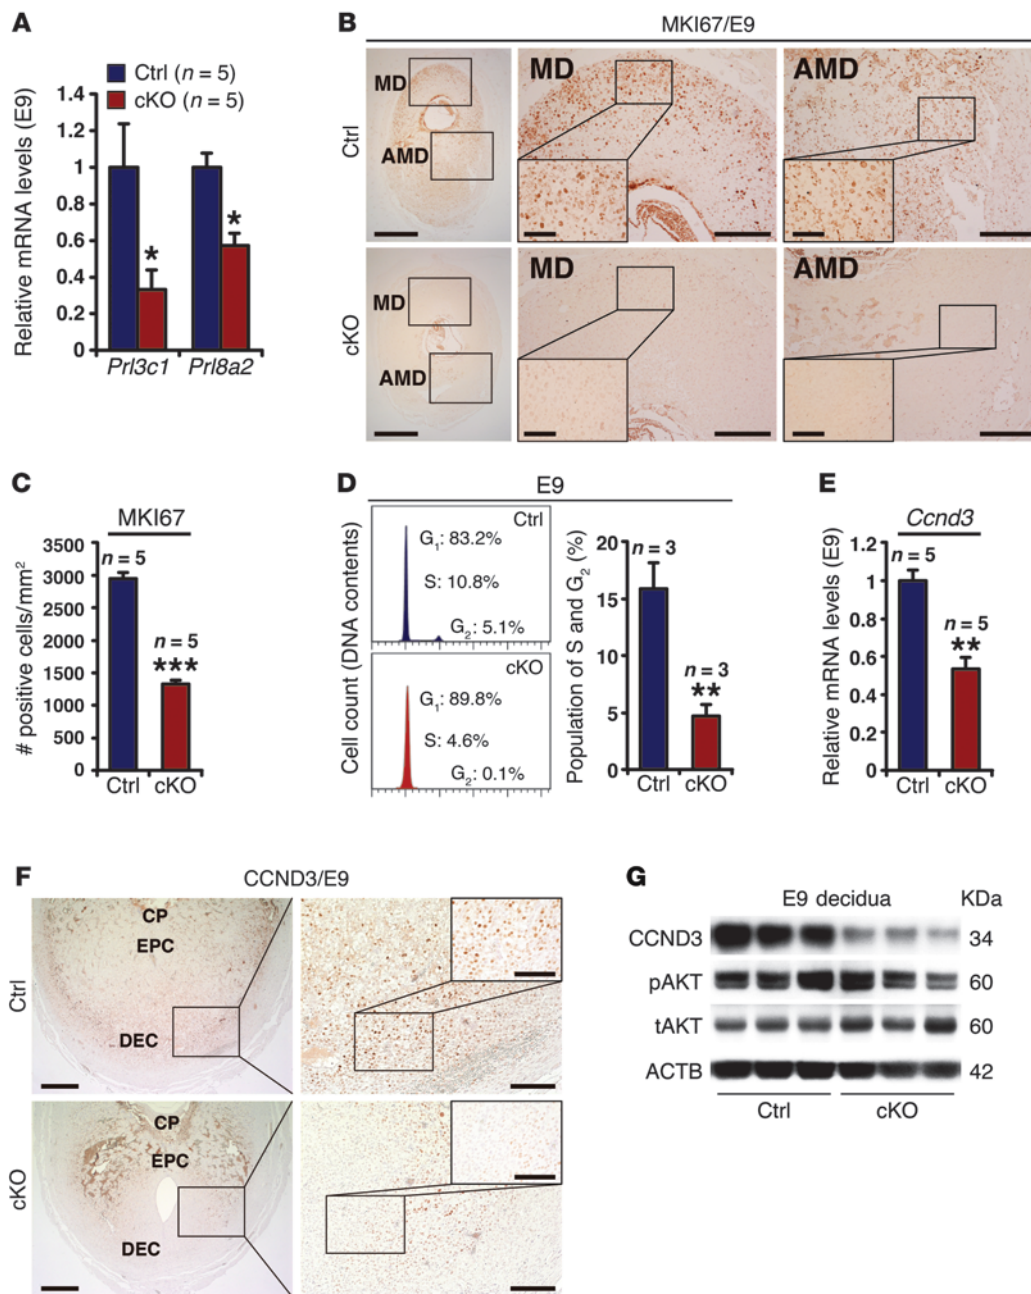 A
Ctrl (n = 5)
cKO (n = 5)
Relative mRNA levels (E9)
1.4
1.2
1
0.8
0.6
0.4
0.2
0
*
*
Prl3c1
Prl8a2
B
MKI67/E9
Ctrl
MD
AMD
MD
AMD
cKO
MD
AMD
MD
AMD
C
MKI67
# positive cells/mm²
3500
3000
2500
2000
1500
1000
500
0
n = 5
n = 5
***
Ctrl
cKO
D
E9
Cell count (DNA contents)
Ctrl
G₁: 83.2%
S: 10.8%
G₂: 5.1%
cKO
G₁: 89.8%
S: 4.6%
G₂: 0.1%
Population of S and G₂ (%)
20
15
10
5
0
n = 3
n = 3
**
Ctrl
cKO
E
Ccnd3
Relative mRNA levels (E9)
1.2
1
0.8
0.6
0.4
0.2
0
n = 5
n = 5
**
Ctrl
cKO
F
CCND3/E9
Ctrl
CP
EPC
DEC
cKO
CP
EPC
DEC
G
E9 decidua
KDa
CCND3
34
pAKT
60
tAKT
60
ACTB
42
Ctrl
cKO